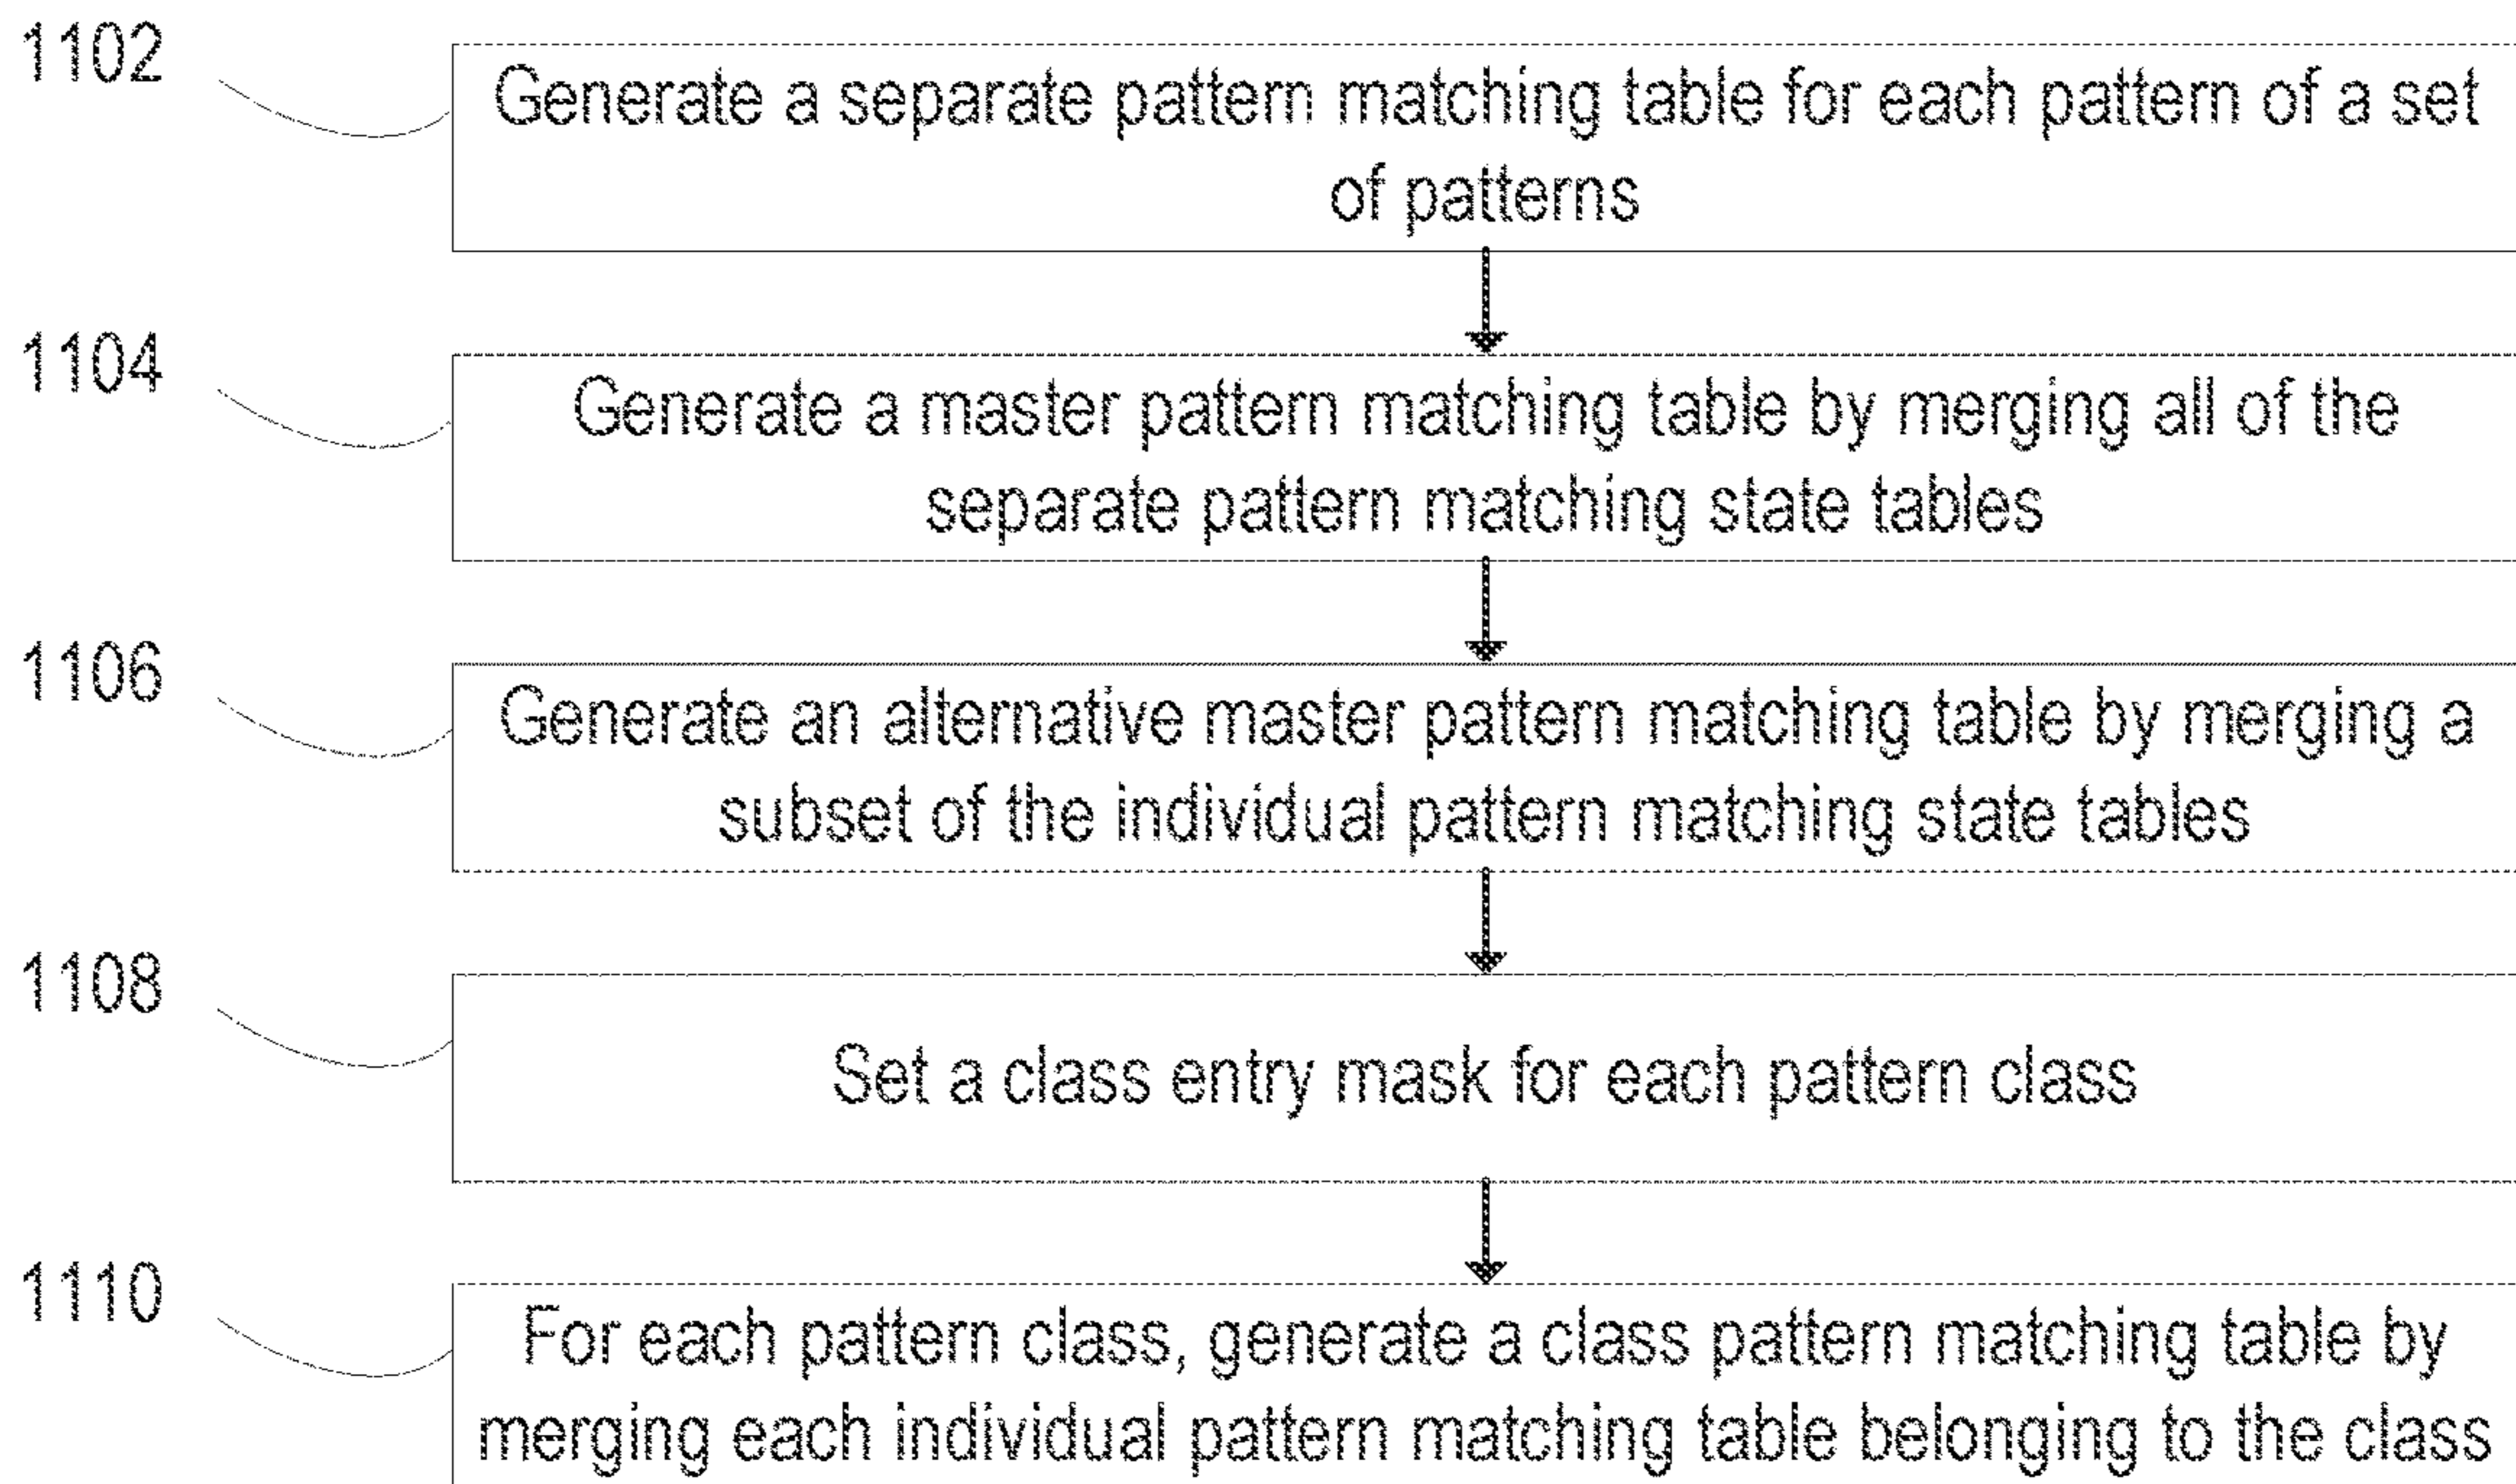 1102
Generate a separate pattern matching table for each pattern of a set
of patterns
1104
Generate a master pattern matching table by merging all of the
separate pattern matching state tables
1106
Generate an alternative master pattern matching table by merging a
subset of the individual pattern matching state tables
1108
Set a class entry mask for each pattern class
1110
For each pattern class, generate a class pattern matching table by
merging each individual pattern matching table belonging to the class